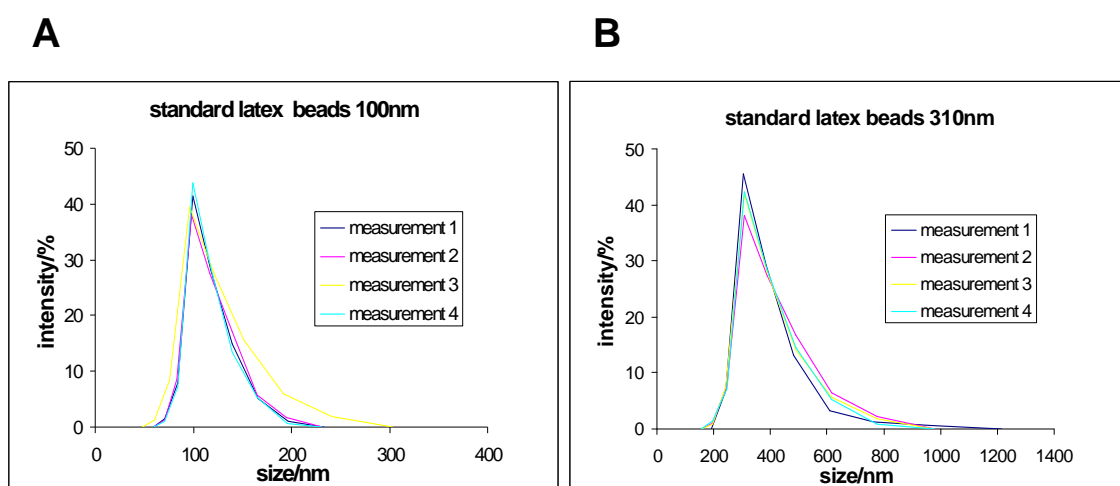 A
standard latex beads 100nm
50
40
30
20
10
0
intensity/%
measurement 1
measurement 2
measurement 3
measurement 4
0 100 200 300 400
size/nm
B
standard latex beads 310nm
50
40
30
20
10
0
intensity/%
measurement 1
measurement 2
measurement 3
measurement 4
0 200 400 600 800 1000 1200 1400
size/nm